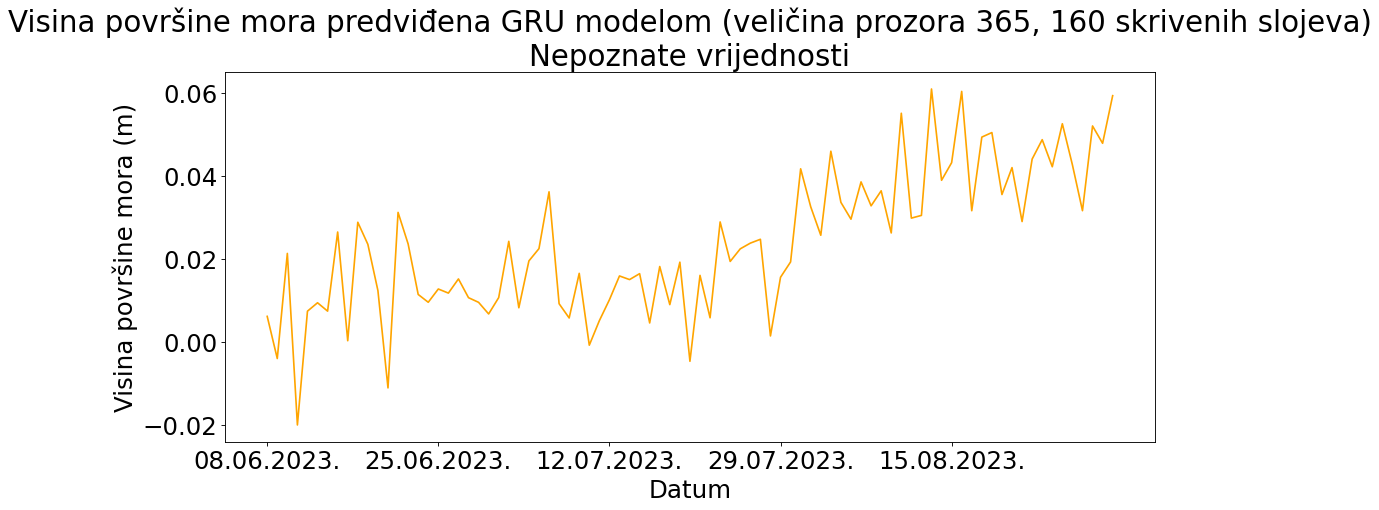 Visina površine mora predviđena GRU modelom (veličina prozora 365, 160 skrivenih slojeva)
Nepoznate vrijednosti
Visina površine mora (m)
0.06
0.04
0.02
0.00
−0.02
08.06.2023. 25.06.2023. 12.07.2023. 29.07.2023. 15.08.2023.
Datum